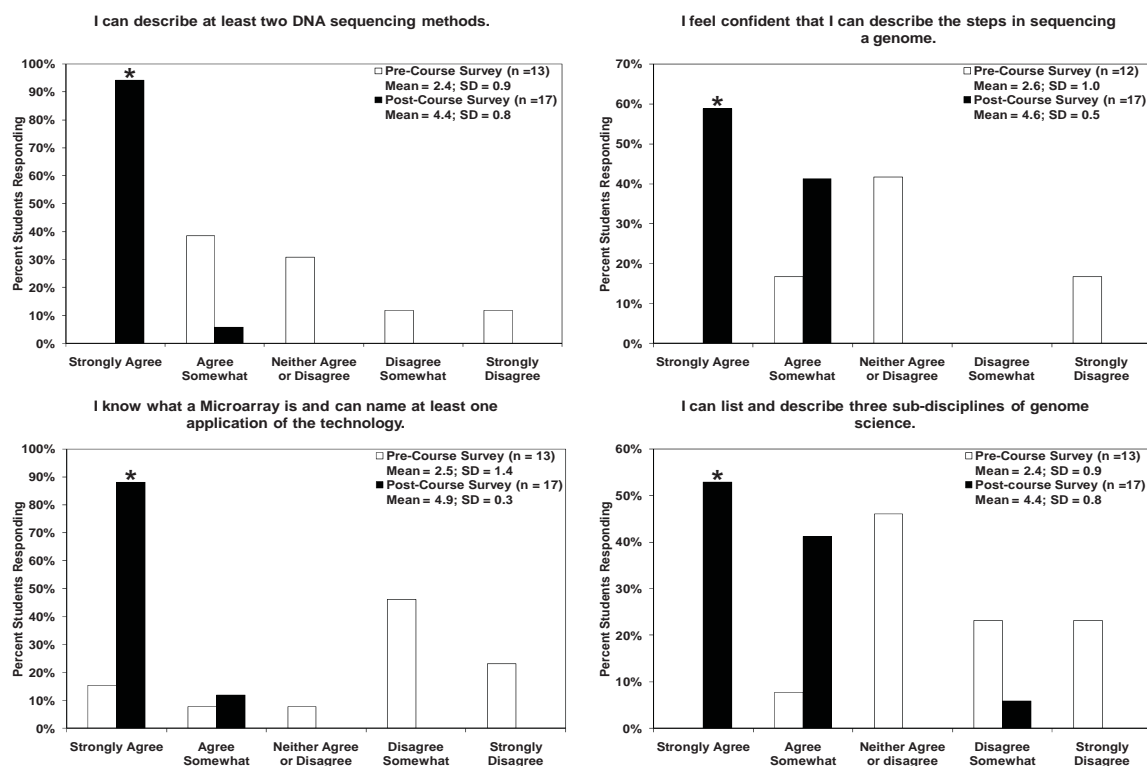 I can describe at least two DNA sequencing methods.
100%
90%
80%
70%
60%
50%
40%
30%
20%
10%
0%
Percent Students Responding
*
Pre-Course Survey (n =13)
Mean = 2.4; SD = 0.9
Post-Course Survey (n =17)
Mean = 4.4; SD = 0.8
Strongly Agree
Agree
Somewhat
Neither Agree
or Disagree
Disagree
Somewhat
Strongly
Disagree
I feel confident that I can describe the steps in sequencing
a genome.
70%
60%
50%
40%
30%
20%
10%
0%
Percent Students Responding
*
Pre-Course Survey (n =12)
Mean = 2.6; SD = 1.0
Post-Course Survey (n =17)
Mean = 4.6; SD = 0.5
Strongly Agree
Agree
Somewhat
Neither Agree
or Disagree
Disagree
Somewhat
Strongly
Disagree
I know what a Microarray is and can name at least one
application of the technology.
100%
90%
80%
70%
60%
50%
40%
30%
20%
10%
0%
Percent Students Responding
*
Pre-Course Survey (n = 13)
Mean = 2.5; SD = 1.4
Post-Course Survey (n = 17)
Mean = 4.9; SD = 0.3
Strongly Agree
Agree
Somewhat
Neither Agree
or Disagree
Disagree
Somewhat
Strongly
Disagree
I can list and describe three sub-disciplines of genome
science.
60%
50%
40%
30%
20%
10%
0%
Percent Students Responding
*
Pre-Course Survey (n =13)
Mean = 2.4; SD = 0.9
Post-course Survey (n =17)
Mean = 4.4; SD = 0.8
Strongly Agree
Agree
Somewhat
Neither Agree
or disagree
Disagree
Somewhat
Strongly
Disagree